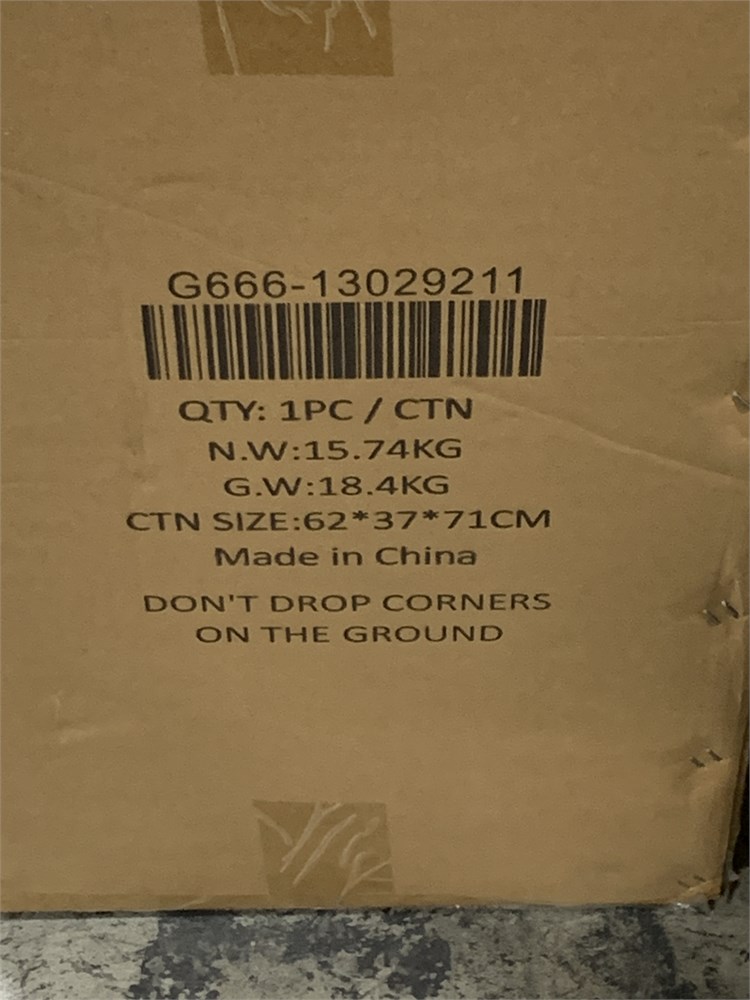 G666-13029211
QTY: 1PC / CTN
N.W:15.74KG
G.W:18.4KG
CTN SIZE:62*37*71CM
Made in China
DON'T DROP CORNERS
ON THE GROUND